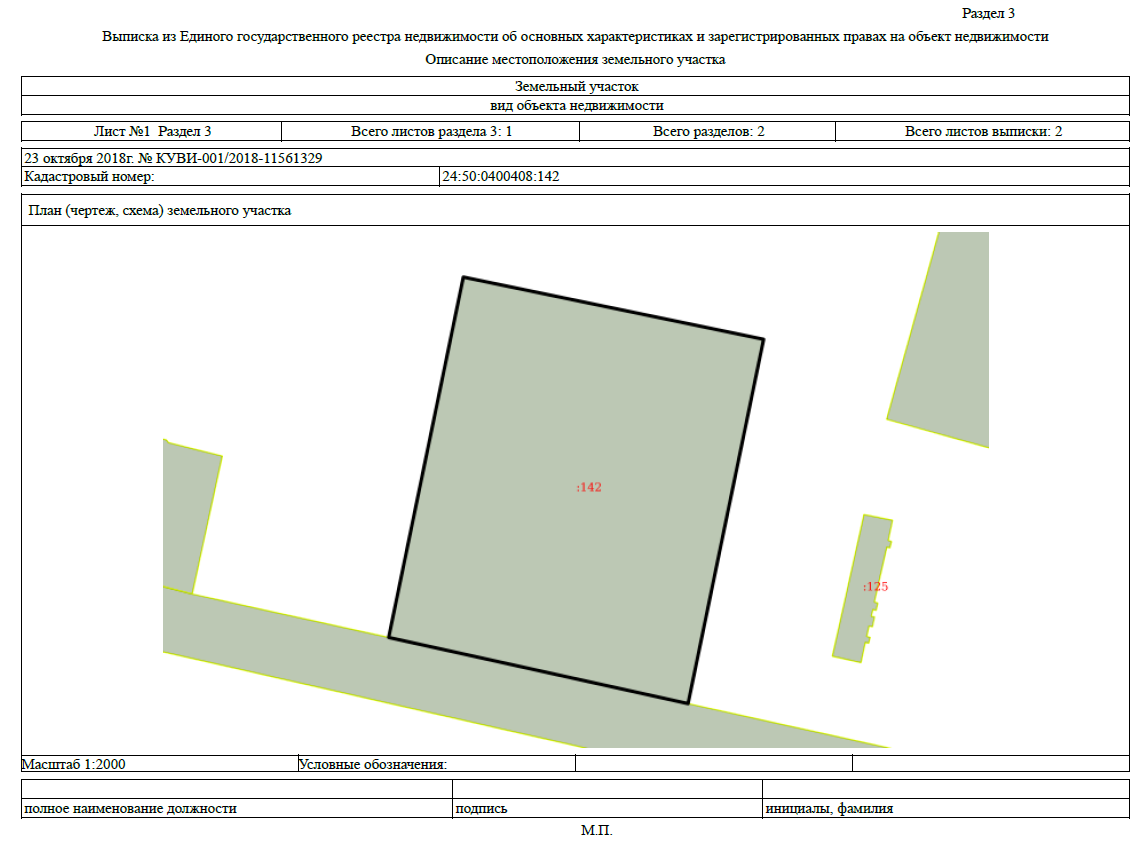 Раздел 3
Выписка из Единого государственного реестра недвижимости об основных характеристиках и зарегистрированных правах на объект недвижимости
Описание местоположения земельного участка
Земельный участок
вид объекта недвижимости
Лист №1 Раздел 3 Всего листов раздела 3: 1 Всего разделов: 2 Всего листов выписки: 2
23 октября 2018г. № КУВИ-001/2018-11561329
Кадастровый номер: 24:50:0400408:142
План (чертеж, схема) земельного участка
:142
:125
Масштаб 1:2000 Условные обозначения:
полное наименование должности подпись инициалы, фамилия
М.П.